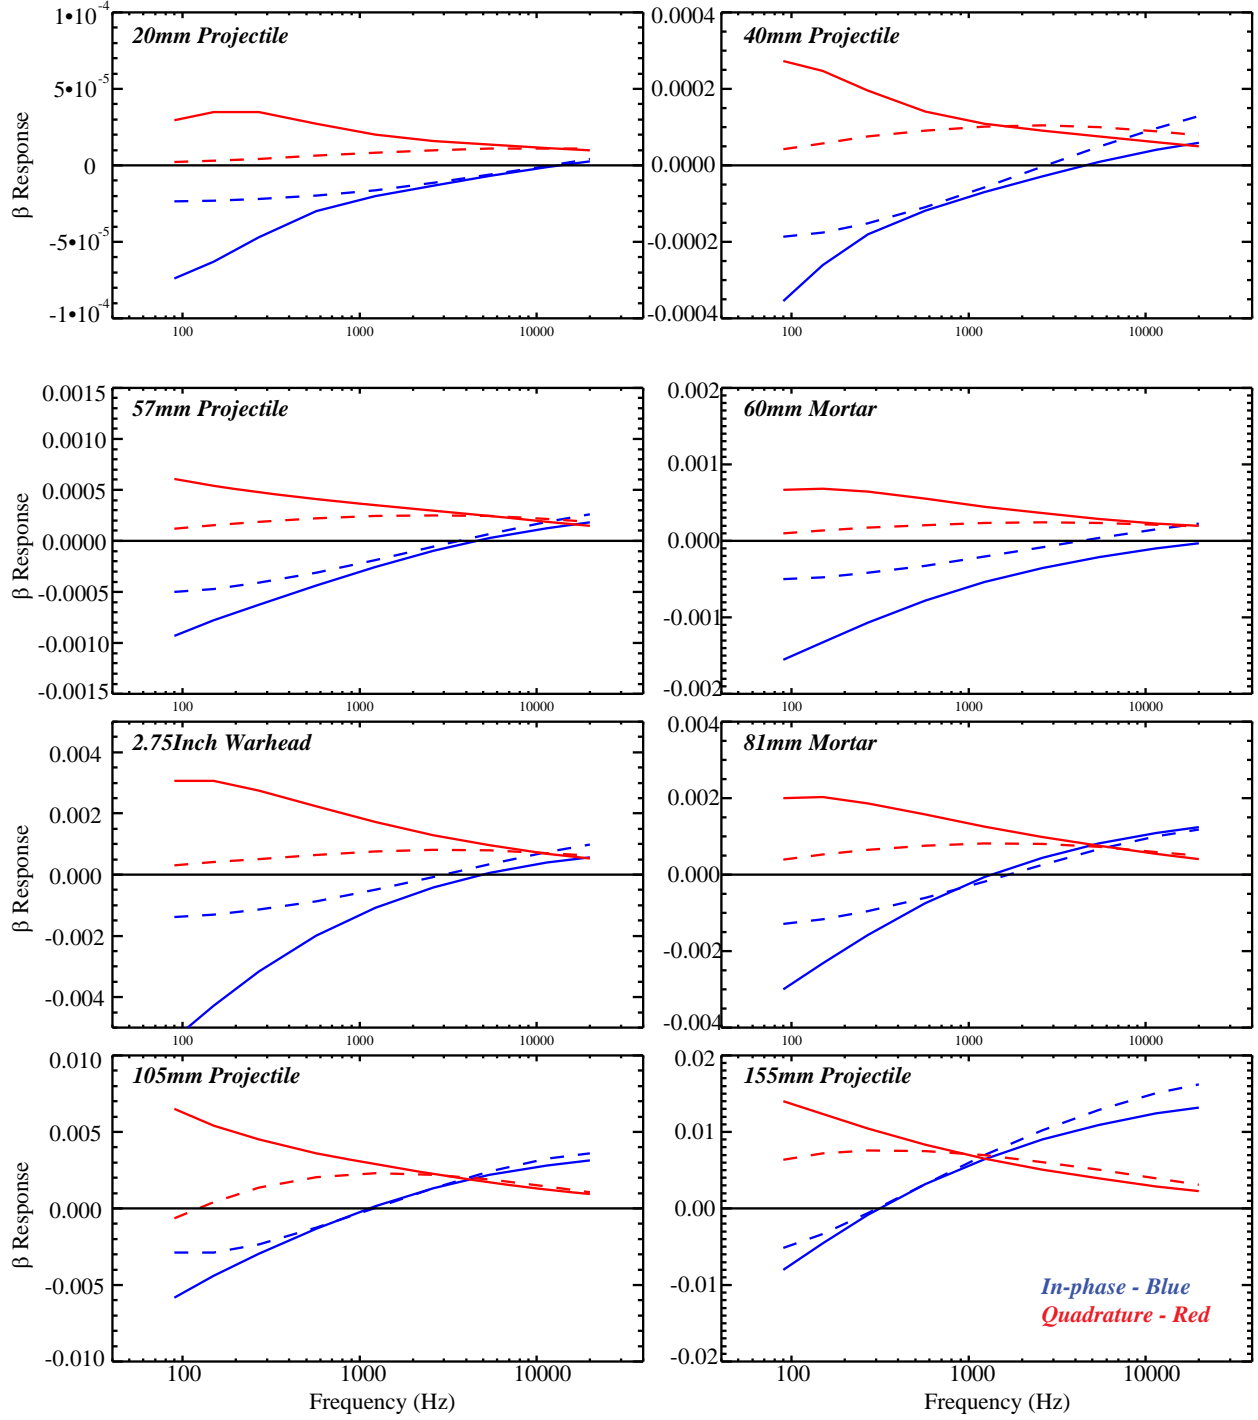 20mm Projectile
1•10-4
5•10-5
0
-5•10-5
-1•10-4
β Response
100 1000 10000
40mm Projectile
0.0004
0.0002
0.0000
-0.0002
-0.0004
100 1000 10000
57mm Projectile
0.0015
0.0010
0.0005
0.0000
-0.0005
-0.0010
-0.0015
β Response
100 1000 10000
60mm Mortar
0.002
0.001
0.000
-0.001
-0.002
100 1000 10000
2.75Inch Warhead
0.004
0.002
0.000
-0.002
-0.004
β Response
100 1000 10000
81mm Mortar
0.004
0.002
0.000
-0.002
-0.004
100 1000 10000
105mm Projectile
0.010
0.005
0.000
-0.005
-0.010
β Response
100 1000 10000
Frequency (Hz)
155mm Projectile
0.02
0.01
0.00
-0.01
-0.02
In-phase - Blue
Quadrature - Red
100 1000 10000
Frequency (Hz)